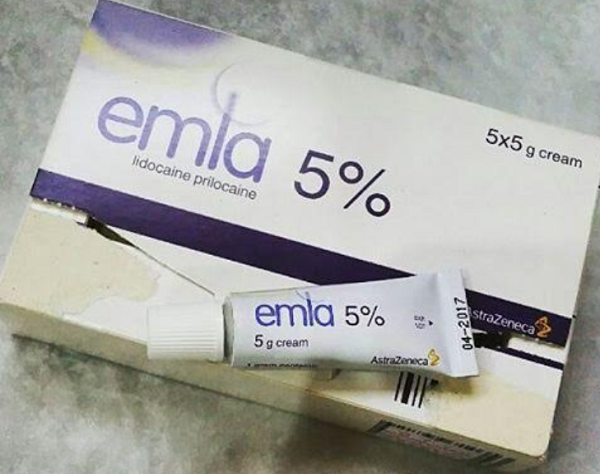 emla 5%
lidocaine prilocaine
5x5 g cream
AstraZeneca
emla 5%
5 g cream
AstraZeneca
04-2017